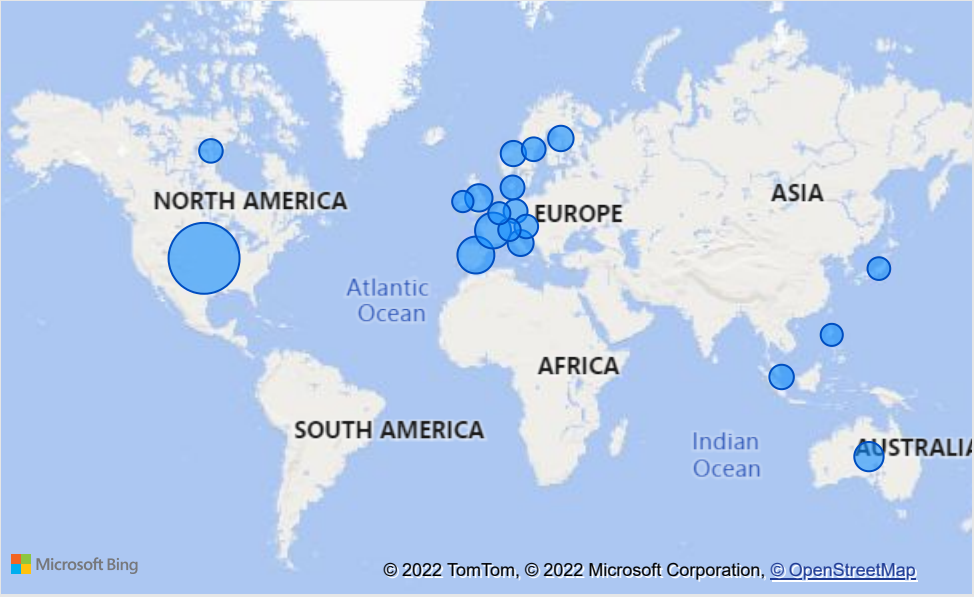 NORTH AMERICA
ASIA
EUROPE
Atlantic
Ocean
AFRICA
SOUTH AMERICA
Indian
Ocean
AUSTRALIA
Microsoft Bing
© 2022 TomTom, © 2022 Microsoft Corporation, © OpenStreetMap